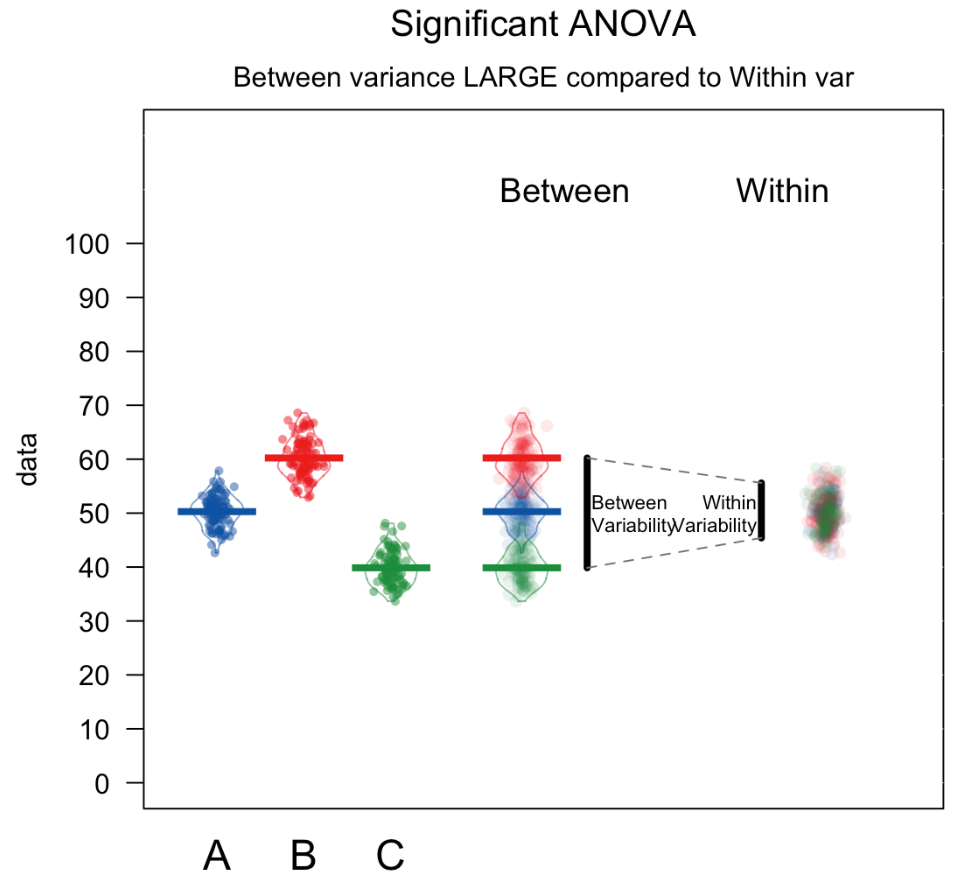 Significant ANOVA
Between variance LARGE compared to Within var
Between Within
100
90
80
70
60
50
40
30
20
10
0
data
Between Within
Variability Variability
A B C